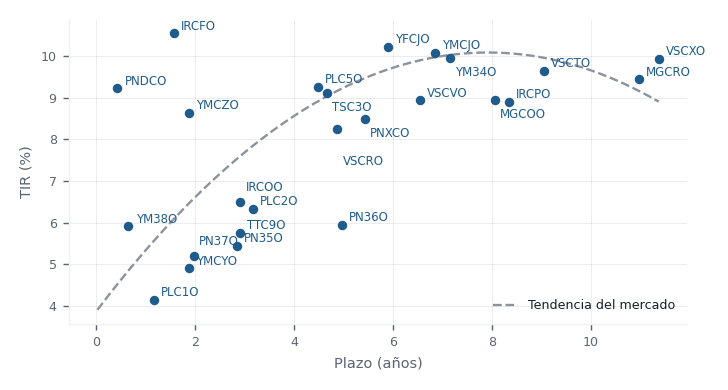 IRCFO
VSCXO
YFCJO
YMCJO
10
VSCTO
YM34O
MGCRO
PNDCO
PLC5O
9
VSCVO
IRCPO
YMCZO
TSC3O
MGCOO
PNXCO
8
VSCRO
TIR (%)
7
IRCOO
PLC2O
6
YM38O
PN36O
TTC9O
PN37O
PN35O
5
YMCYO
PLC1O
4
Tendencia del mercado
0 2 4 6 8 10
Plazo (años)